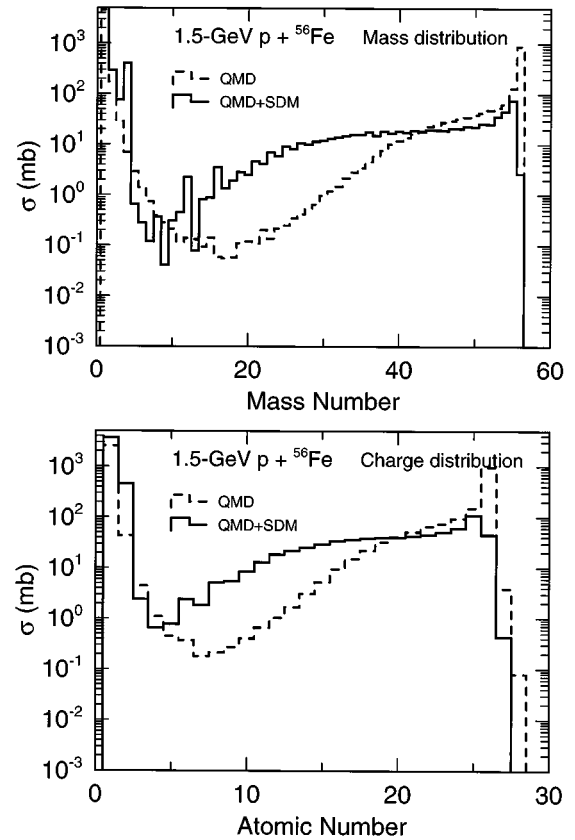 1.5-GeV p + ⁵⁶Fe Mass distribution
QMD
QMD+SDM
10³
10²
10¹
10⁰
10⁻¹
10⁻²
10⁻³
σ (mb)
0 20 40 60
Mass Number
1.5-GeV p + ⁵⁶Fe Charge distribution
QMD
QMD+SDM
10³
10²
10¹
10⁰
10⁻¹
10⁻²
10⁻³
σ (mb)
0 10 20 30
Atomic Number